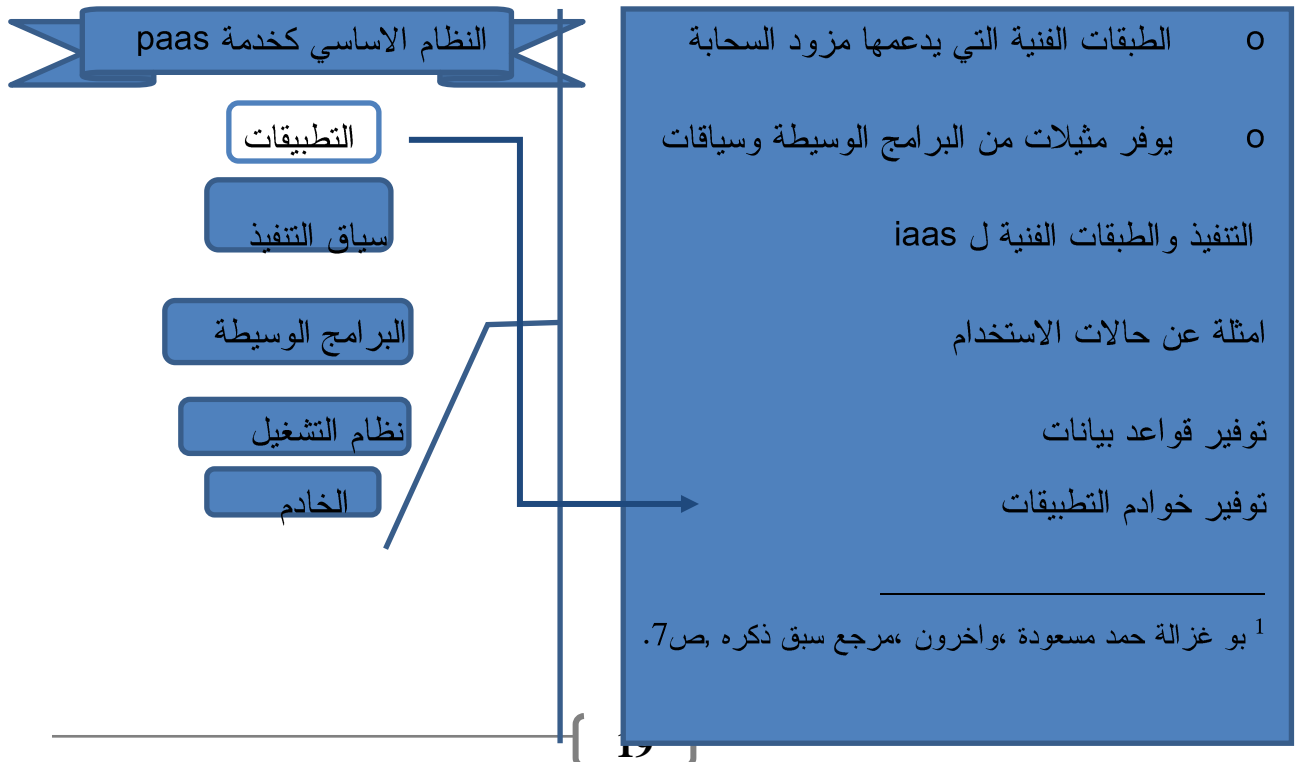 النظام الاساسي كخدمة paas
التطبيقات
سياق التنفيذ
البرامج الوسيطة
نظام التشغيل
الخادم
o الطبقات الفنية التي يدعمها مزود السحابة
o يوفر مثيلات من البرامج الوسيطة وسياقات
التنفيذ والطبقات الفنية ل iaas
امثلة عن حالات الاستخدام
توفير قواعد بيانات
توفير خوادم التطبيقات
1 بو غزالة حمد مسعودة ،واخرون ،مرجع سبق ذكره ,ص7.
19